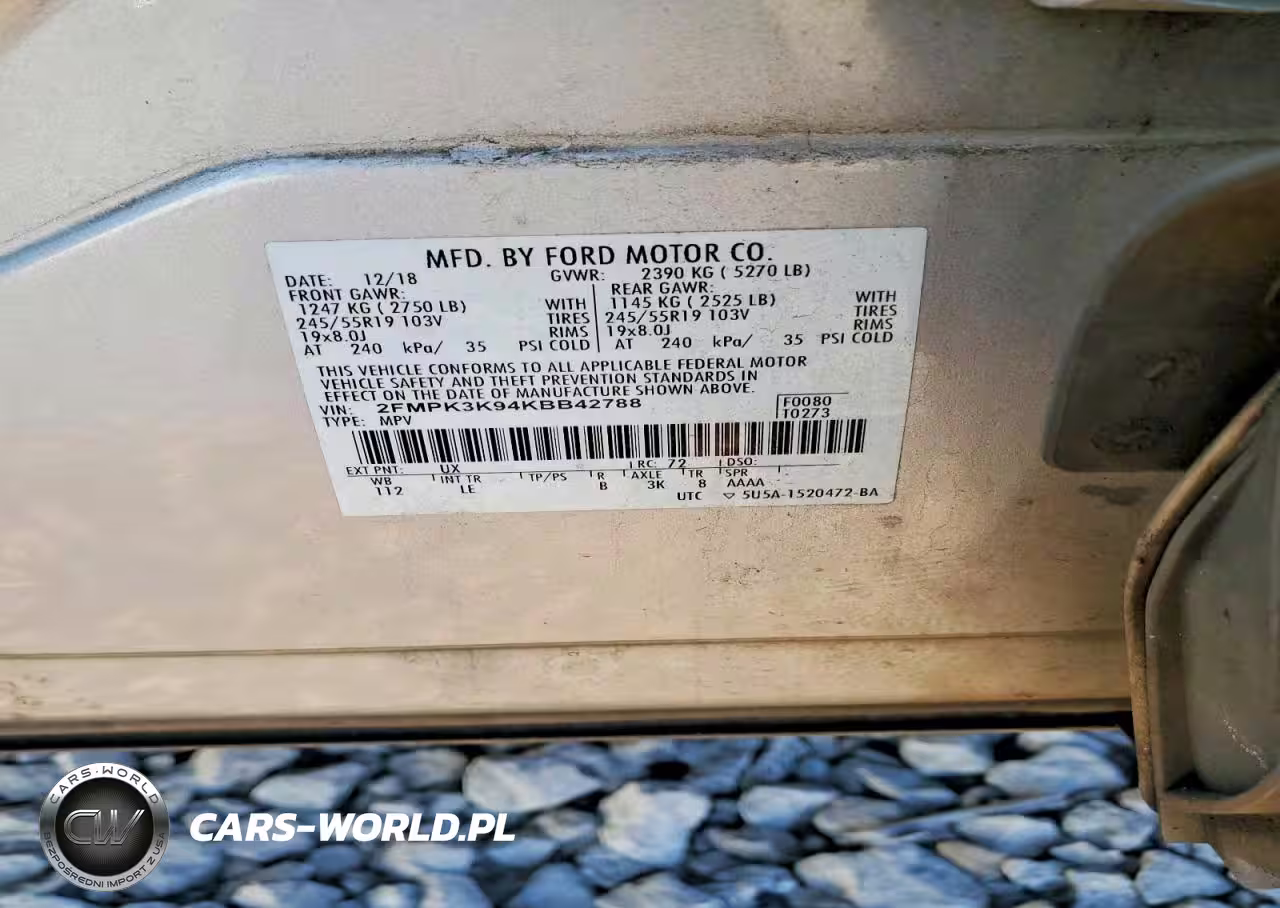 MFD. BY FORD MOTOR CO.
DATE: 12/18 GVWR: 2390 KG ( 5270 LB)
FRONT GAWR: REAR GAWR:
1247 KG ( 2750 LB) WITH 1145 KG ( 2525 LB) WITH
245/55R19 103V TIRES 245/55R19 103V TIRES
19x8.0J RIMS 19x8.0J RIMS
AT 240 kPa/ 35 PSI COLD AT 240 kPa/ 35 PSI COLD
THIS VEHICLE CONFORMS TO ALL APPLICABLE FEDERAL MOTOR
VEHICLE SAFETY AND THEFT PREVENTION STANDARDS IN
EFFECT ON THE DATE OF MANUFACTURE SHOWN ABOVE.
VIN: 2FMPK3K94KBB42788 F0080
TYPE: MPV T0273
EXT PNT: UX RC: 72 DSO:
WB INT TR TP/PS R AXLE TR SPR
112 LE B 3K 8 AAAA
UTC ▽ 5U5A-1520472-BA
CARS-WORLD
CW
BEZPOŚREDNI IMPORT Z USA
CARS-WORLD.PL